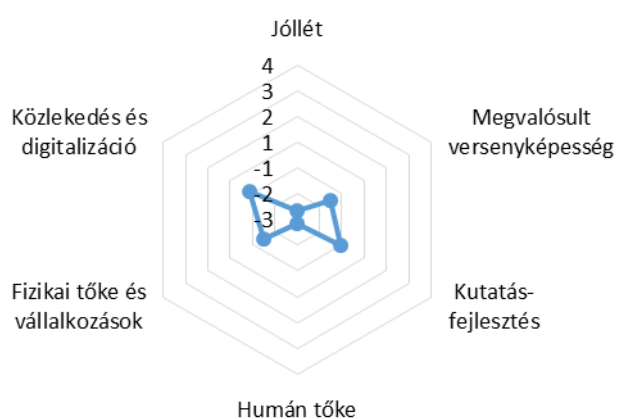 Jóllét
4
3
2
1
-1
-2
-3
Közlekedés és
digitalizáció
Megvalósult
versenyképesség
Fizikai tőke és
vállalkozások
Kutatás-
fejlesztés
Humán tőke